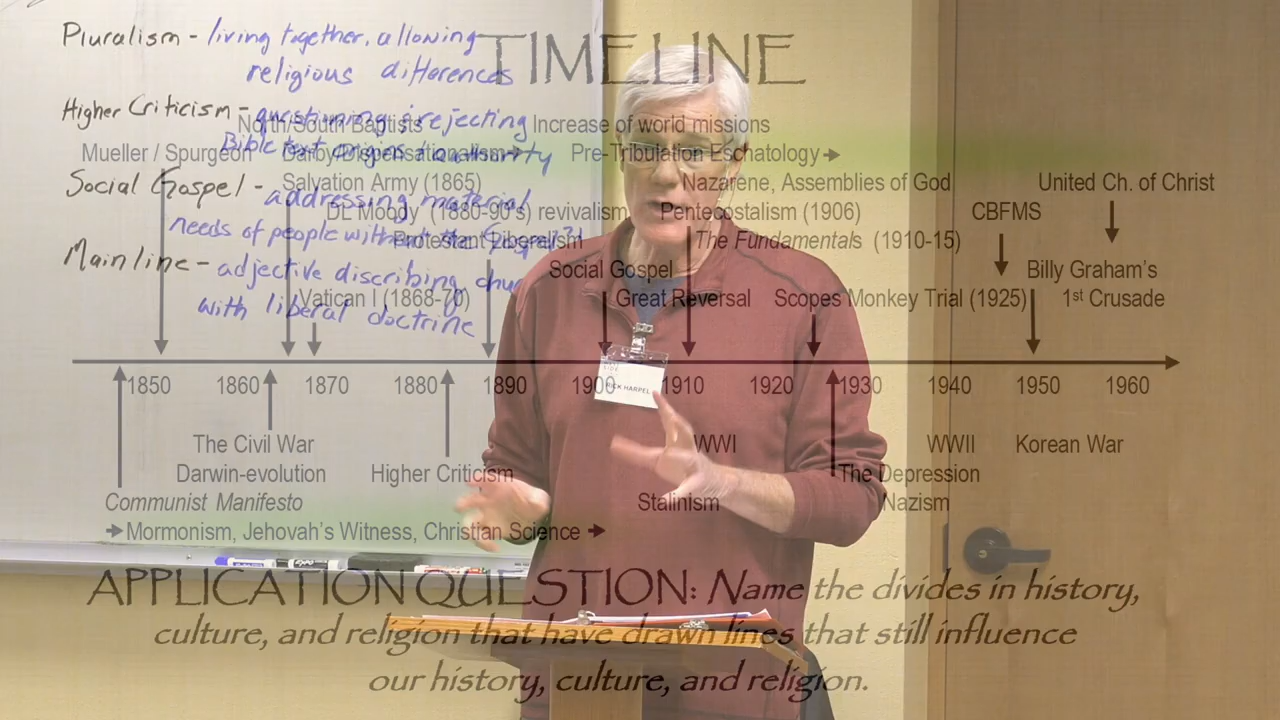 Pluralism - living together, allowing
religious differences
Higher Criticism - questioning, rejecting
Bible text origins + authority
Social Gospel - addressing material
needs of people without the Gospel
Mainline - adjective discribing
with liberal doctrine
TIMELINE
North/South Baptists Increase of world missions
Mueller / Spurgeon Darby/Dispensationalism Pre-Tribulation Eschatology
Salvation Army (1865) Nazarene, Assemblies of God United Ch. of Christ
DL Moody (1880-90's) revivalism Pentecostalism (1906) CBFMS
Protestant Liberalism The Fundamentals (1910-15)
Social Gospel Billy Graham's
Vatican I (1868-70) Great Reversal Scopes Monkey Trial (1925) 1st Crusade
1850 1860 1870 1880 1890 1900 1910 1920 1930 1940 1950 1960
The Civil War WWI WWII Korean War
Darwin-evolution Higher Criticism The Depression
Communist Manifesto Stalinism Nazism
Mormonism, Jehovah's Witness, Christian Science
HARPEL
APPLICATION QUESTION: Name the divides in history,
culture, and religion that have drawn lines that still influence
our history, culture, and religion.